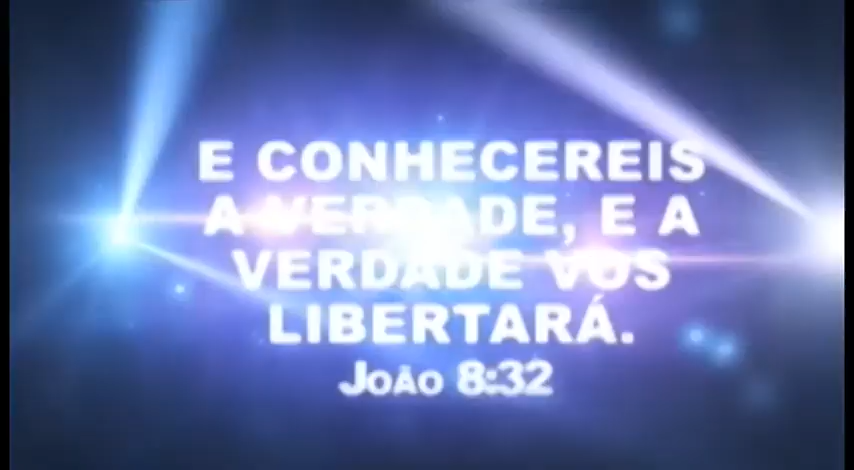 E CONHECEREIS
A VERDADE, E A
VERDADE VOS
LIBERTARÁ.
JOÃO 8:32